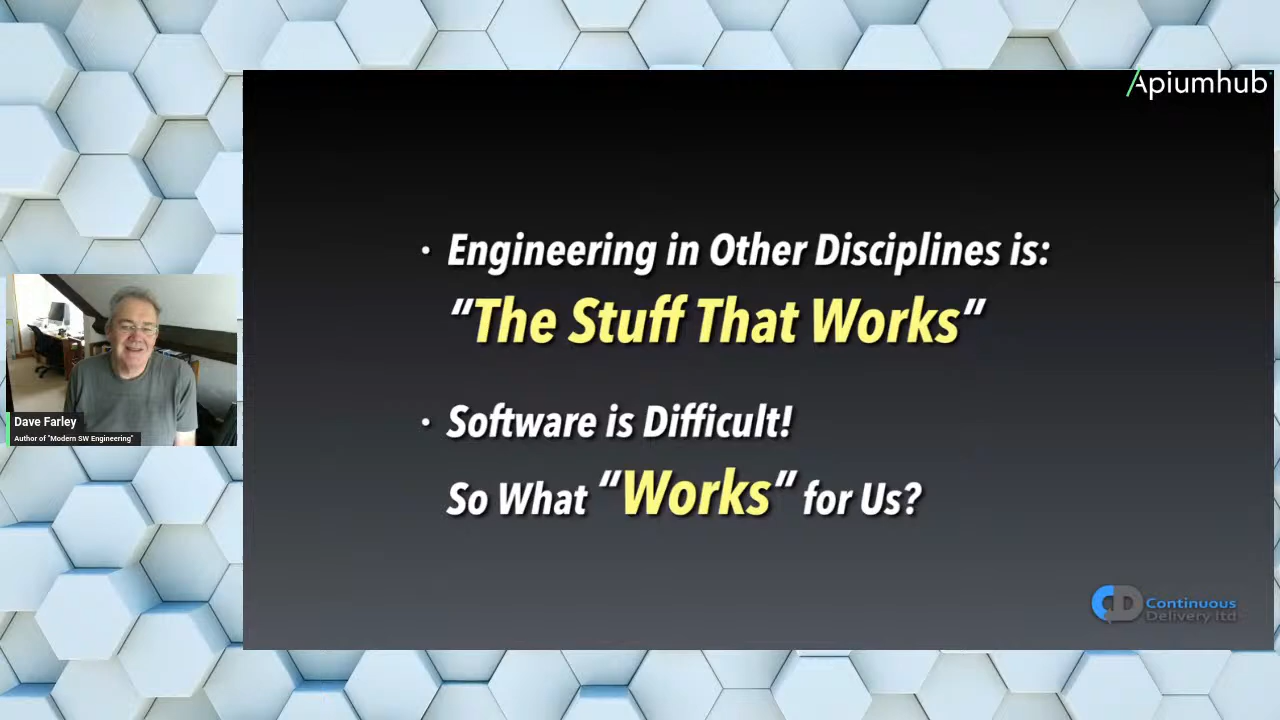 Apiumhub
• Engineering in Other Disciplines is:
"The Stuff That Works"
• Software is Difficult!
So What "Works" for Us?
Dave Farley
Author of "Modern SW Engineering"
CD Continuous
Delivery ltd